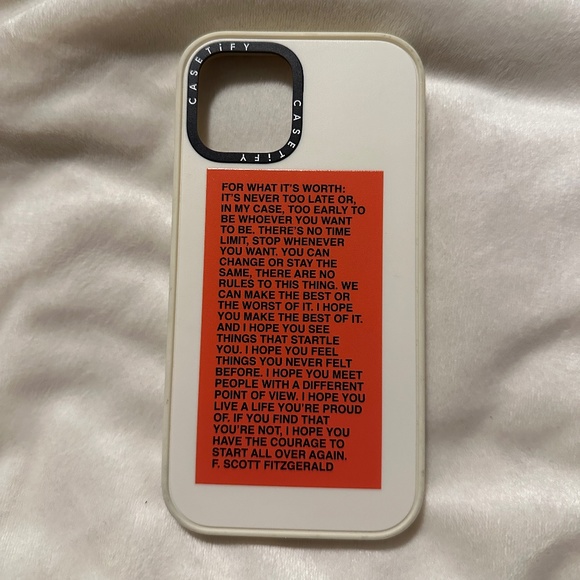 CASETiFY
CASETiFY
CASETiFY
FOR WHAT IT'S WORTH:
IT'S NEVER TOO LATE OR,
IN MY CASE, TOO EARLY TO
BE WHOEVER YOU WANT
TO BE. THERE'S NO TIME
LIMIT, STOP WHENEVER
YOU WANT. YOU CAN
CHANGE OR STAY THE
SAME, THERE ARE NO
RULES TO THIS THING. WE
CAN MAKE THE BEST OR
THE WORST OF IT. I HOPE
YOU MAKE THE BEST OF IT.
AND I HOPE YOU SEE
THINGS THAT STARTLE
YOU. I HOPE YOU FEEL
THINGS YOU NEVER FELT
BEFORE. I HOPE YOU MEET
PEOPLE WITH A DIFFERENT
POINT OF VIEW. I HOPE YOU
LIVE A LIFE YOU'RE PROUD
OF. IF YOU FIND THAT
YOU'RE NOT, I HOPE YOU
HAVE THE COURAGE TO
START ALL OVER AGAIN.
F. SCOTT FITZGERALD